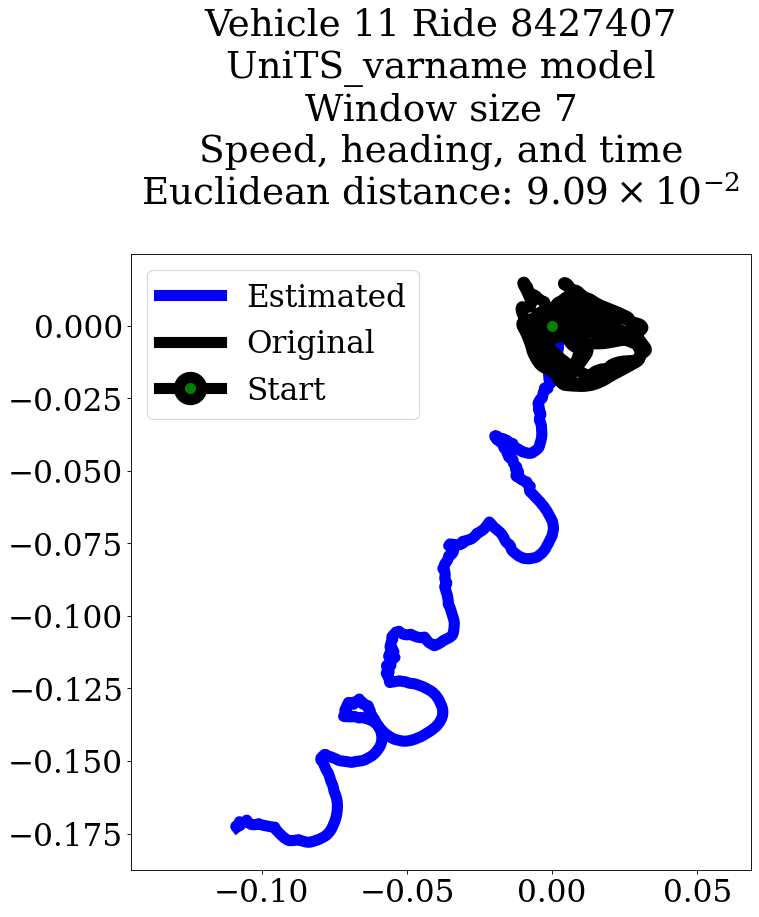 Vehicle 11 Ride 8427407
UniTS_varname model
Window size 7
Speed, heading, and time
Euclidean distance: 9.09 × 10⁻²
Estimated
Original
Start
0.000
−0.025
−0.050
−0.075
−0.100
−0.125
−0.150
−0.175
−0.10 −0.05 0.00 0.05